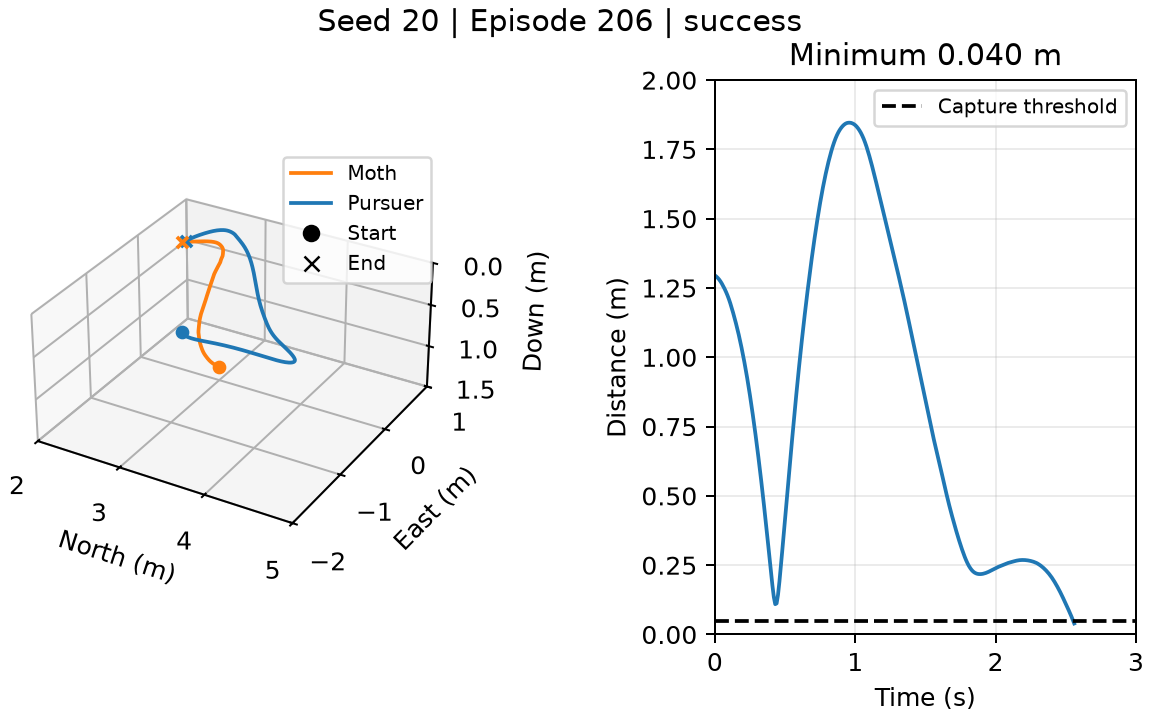 Seed 20 | Episode 206 | success
Moth
Pursuer
Start
End
0.0
0.5
1.0
1.5
Down (m)
1
0
−1
−2
East (m)
2
3
4
5
North (m)
Minimum 0.040 m
Capture threshold
2.00
1.75
1.50
1.25
1.00
0.75
0.50
0.25
0.00
Distance (m)
0
1
2
3
Time (s)